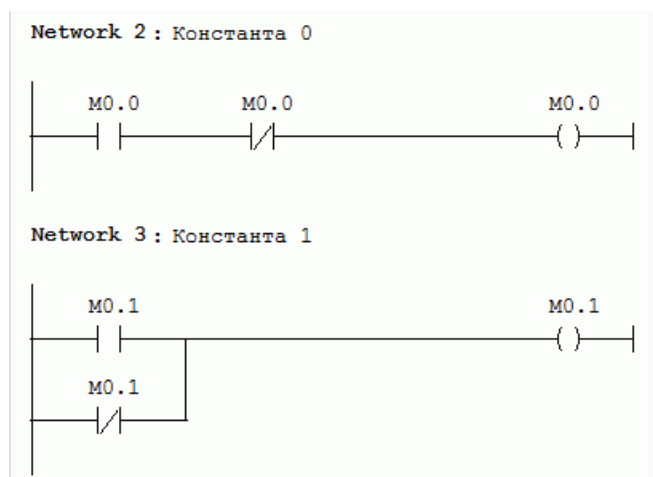 Network 2 : Константа 0
M0.0 M0.0 M0.0
Network 3 : Константа 1
M0.1 M0.1
M0.1